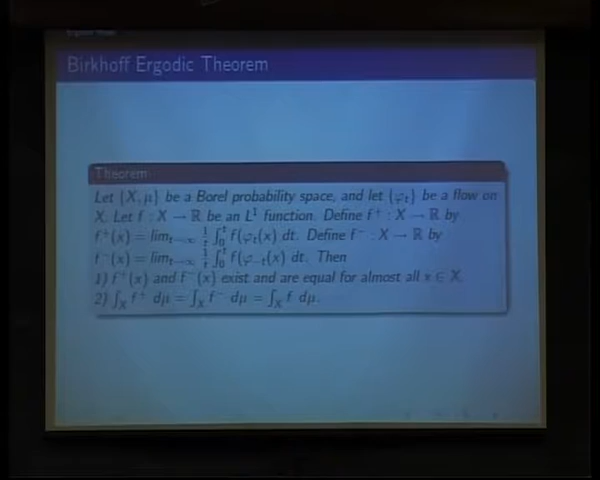 Birkhoff Ergodic Theorem
Theorem
Let (X, μ) be a Borel probability space, and let {φₜ} be a flow on
X. Let f : X → ℝ be an L¹ function. Define f⁺ : X → ℝ by
f⁺(x) = limₜ→∞ 1/t ∫₀ᵗ f(φₜ(x) dt. Define f⁻ : X → ℝ by
f⁻(x) = limₜ→∞ 1/t ∫₀ᵗ f(φ₋ₜ(x) dt. Then
1) f⁺(x) and f⁻(x) exist and are equal for almost all x ∈ X.
2) ∫X f⁺ dμ = ∫X f⁻ dμ = ∫X f dμ.